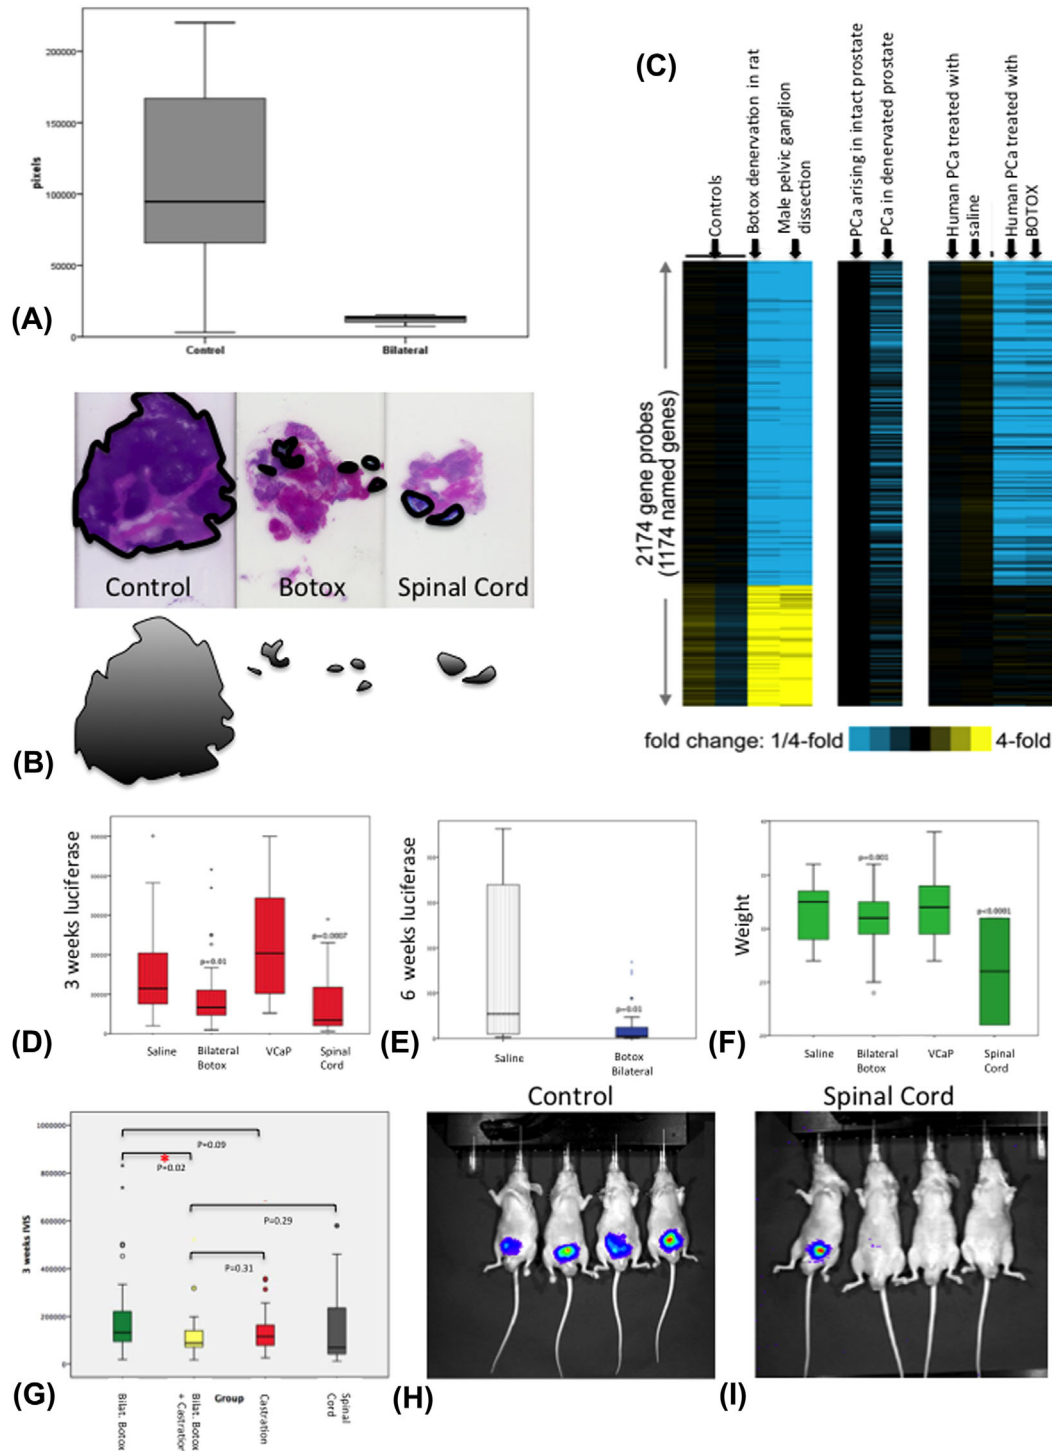 200000
150000
100000
50000
0
pixels
Control
Bilateral
(A)
Control
Botox
Spinal Cord
(B)
(C)
Controls
Botox denervation in rat
Male pelvic ganglion
dissection
PCa arising in intact prostate
PCa in denervated prostate
Human PCa treated with
saline
Human PCa treated with
BOTOX
2174 gene probes
(1174 named genes)
fold change: 1/4-fold
4-fold
3 weeks luciferase
p=0.01
p=0.0007
Saline
Bilateral
Botox
VCaP
Spinal
Cord
(D)
6 weeks luciferase
p=0.01
Saline
Botox
Bilateral
(E)
Weight
p=0.001
p<0.0001
Saline
Bilateral
Botox
VCaP
Spinal
Cord
(F)
1000000
800000
600000
400000
200000
0
3 weeks IVIS
P=0.09
*
P=0.02
P=0.29
P=0.31
Bilat. Botox
Bilat. Botox
+ Castration
Group
Castration
Spinal
Cord
(G)
Control
(H)
Spinal Cord
(I)